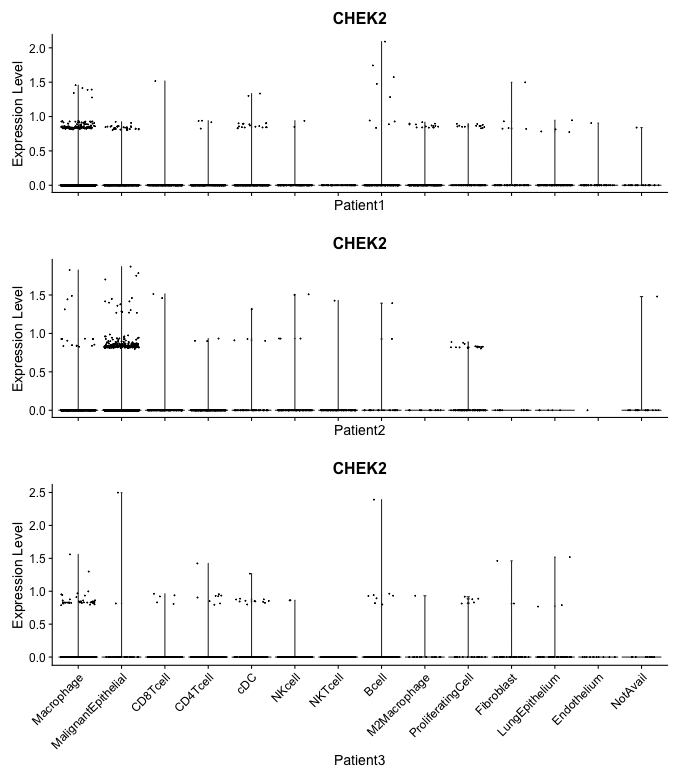 CHEK2
Expression Level
2.0
1.5
1.0
0.5
0.0
Patient1
CHEK2
Expression Level
1.5
1.0
0.5
0.0
Patient2
CHEK2
Expression Level
2.5
2.0
1.5
1.0
0.5
0.0
Macrophage
MalignantEpithelial
CD8Tcell
CD4Tcell
cDC
NKcell
NKTcell
Bcell
M2Macrophage
ProliferatingCell
Fibroblast
LungEpithelium
Endothelium
NotAvail
Patient3